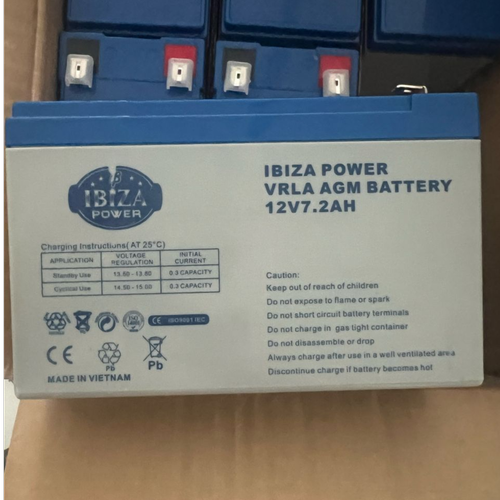 IBIZA
POWER
IBIZA POWER
VRLA AGM BATTERY
12V7.2AH
Charging Instructions( AT 25°C)
APPLICATION VOLTAGE REGULATION INITIAL CURRENT
Standby Use 13.50 - 13.80 0.3 CAPACITY
Cyclical Use 14.50 - 15.00 0.3 CAPACITY
Caution:
Keep out of reach of children
Do not expose to flame or spark
Do not short circuit battery terminals
Do not charge in gas tight container
Do not disassemble or drop
Always charge after use in a well ventilated area
Discontinue charge if battery becomes hot
CE ISO9001 IEC
CE Pb Pb
MADE IN VIETNAM